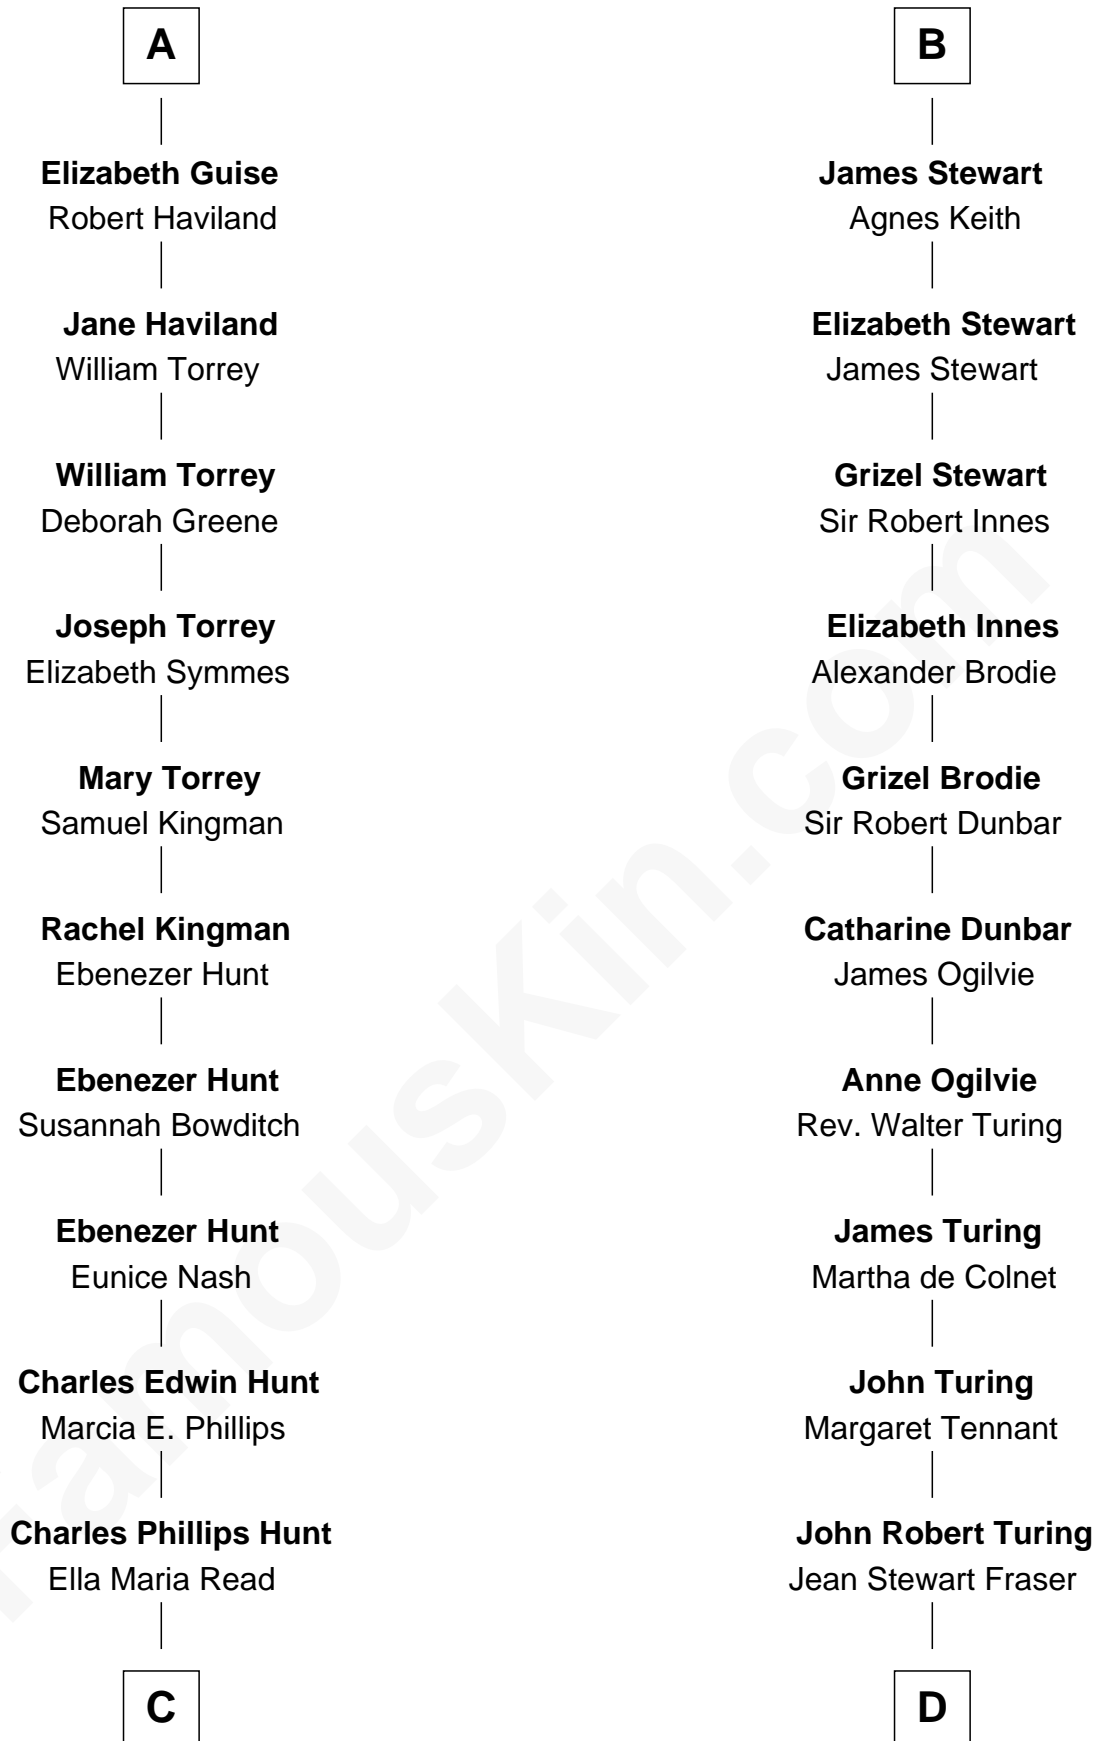 A
Elizabeth Guise
Robert Haviland
Jane Haviland
William Torrey
William Torrey
Deborah Greene
Joseph Torrey
Elizabeth Symmes
Mary Torrey
Samuel Kingman
Rachel Kingman
Ebenezer Hunt
Ebenezer Hunt
Susannah Bowditch
Ebenezer Hunt
Eunice Nash
Charles Edwin Hunt
Marcia E. Phillips
Charles Phillips Hunt
Ella Maria Read
C
B
James Stewart
Agnes Keith
Elizabeth Stewart
James Stewart
Grizel Stewart
Sir Robert Innes
Elizabeth Innes
Alexander Brodie
Grizel Brodie
Sir Robert Dunbar
Catharine Dunbar
James Ogilvie
Anne Ogilvie
Rev. Walter Turing
James Turing
Martha de Colnet
John Turing
Margaret Tennant
John Robert Turing
Jean Stewart Fraser
D
FamousKin.com